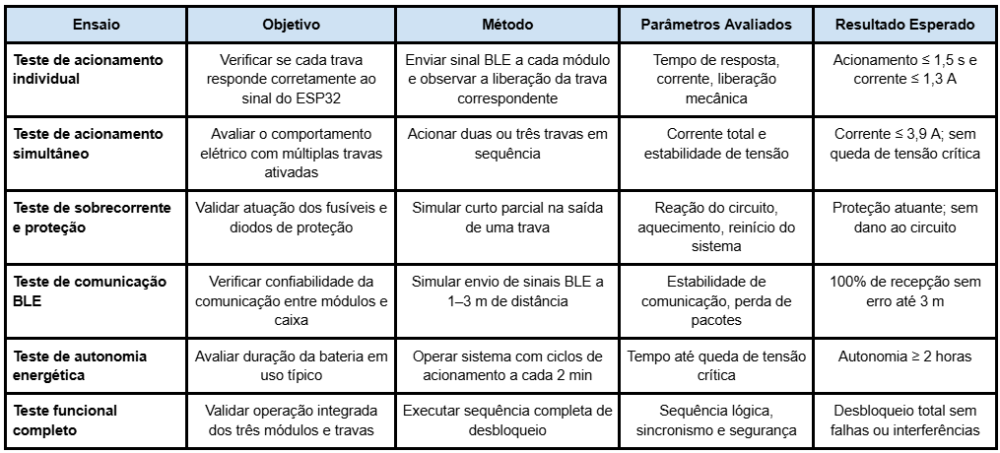 Ensaio
Objetivo
Método
Parâmetros Avaliados
Resultado Esperado
Teste de acionamento
individual
Verificar se cada trava
responde corretamente ao
sinal do ESP32
Enviar sinal BLE a cada módulo
e observar a liberação da trava
correspondente
Tempo de resposta,
corrente, liberação
mecânica
Acionamento ≤ 1,5 s e
corrente ≤ 1,3 A
Teste de acionamento
simultâneo
Avaliar o comportamento
elétrico com múltiplas travas
ativadas
Acionar duas ou três travas em
sequência
Corrente total e
estabilidade de tensão
Corrente ≤ 3,9 A; sem
queda de tensão crítica
Teste de sobrecorrente
e proteção
Validar atuação dos fusíveis e
diodos de proteção
Simular curto parcial na saída
de uma trava
Reação do circuito,
aquecimento, reinício do
sistema
Proteção atuante; sem
dano ao circuito
Teste de comunicação
BLE
Verificar confiabilidade da
comunicação entre módulos e
caixa
Simular envio de sinais BLE a
1–3 m de distância
Estabilidade de
comunicação, perda de
pacotes
100% de recepção sem
erro até 3 m
Teste de autonomia
energética
Avaliar duração da bateria em
uso típico
Operar sistema com ciclos de
acionamento a cada 2 min
Tempo até queda de tensão
crítica
Autonomia ≥ 2 horas
Teste funcional
completo
Validar operação integrada
dos três módulos e travas
Executar sequência completa de
desbloqueio
Sequência lógica,
sincronismo e segurança
Desbloqueio total sem
falhas ou interferências